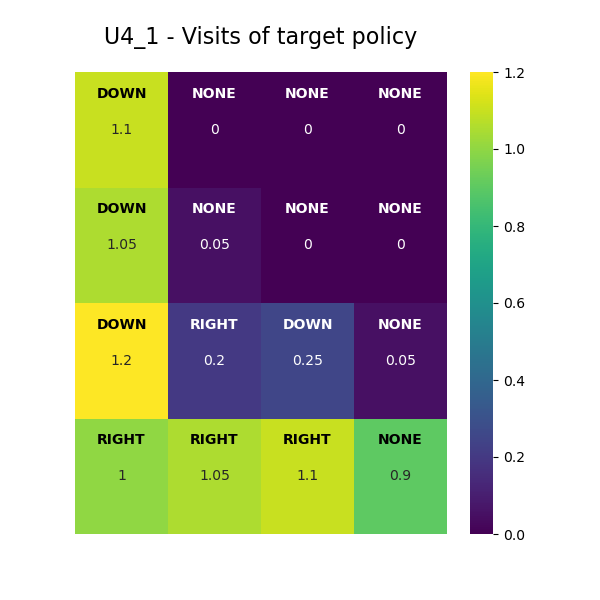 U4_1 - Visits of target policy
DOWN NONE NONE NONE
1.1 0 0 0
DOWN NONE NONE NONE
1.05 0.05 0 0
DOWN RIGHT DOWN NONE
1.2 0.2 0.25 0.05
RIGHT RIGHT RIGHT NONE
1 1.05 1.1 0.9
1.2
1.0
0.8
0.6
0.4
0.2
0.0